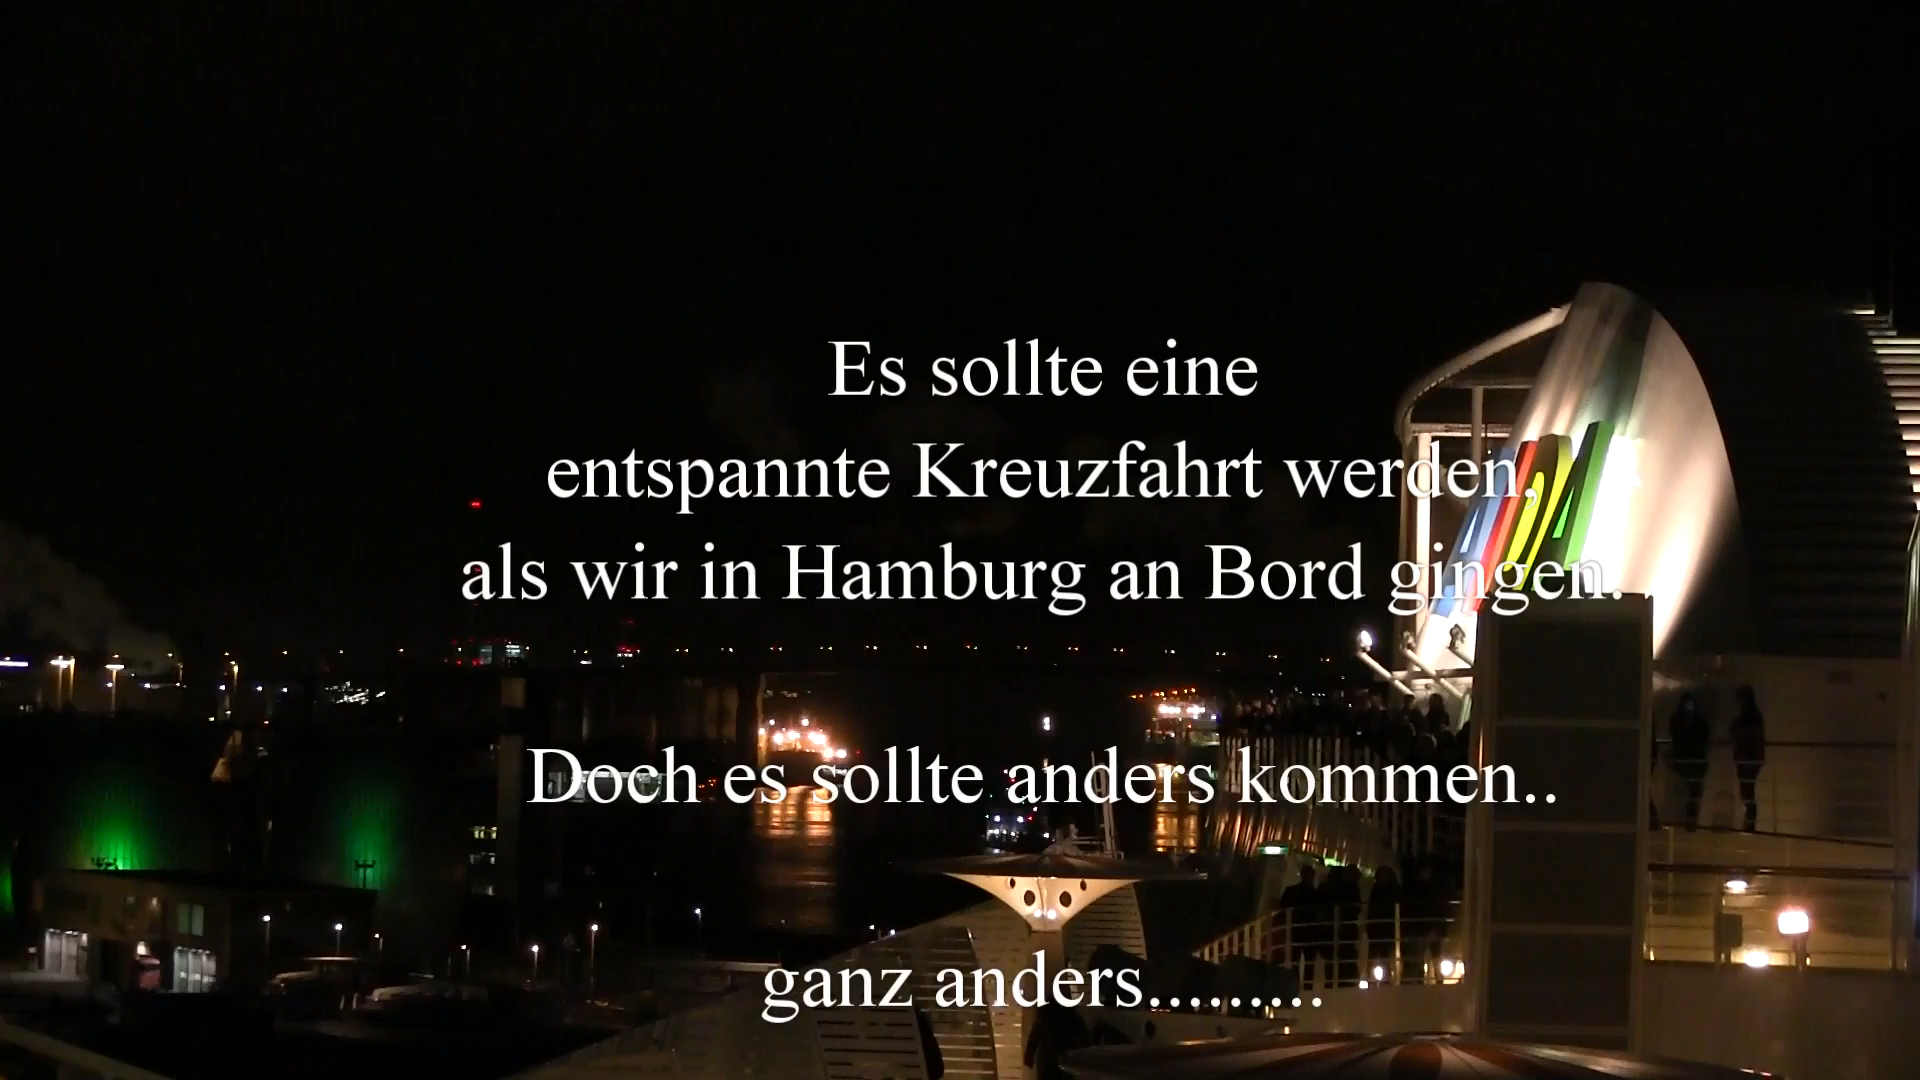 Es sollte eine
entspannte Kreuzfahrt werden,
als wir in Hamburg an Bord gingen.
AIDA
Doch es sollte anders kommen..
ganz anders.........